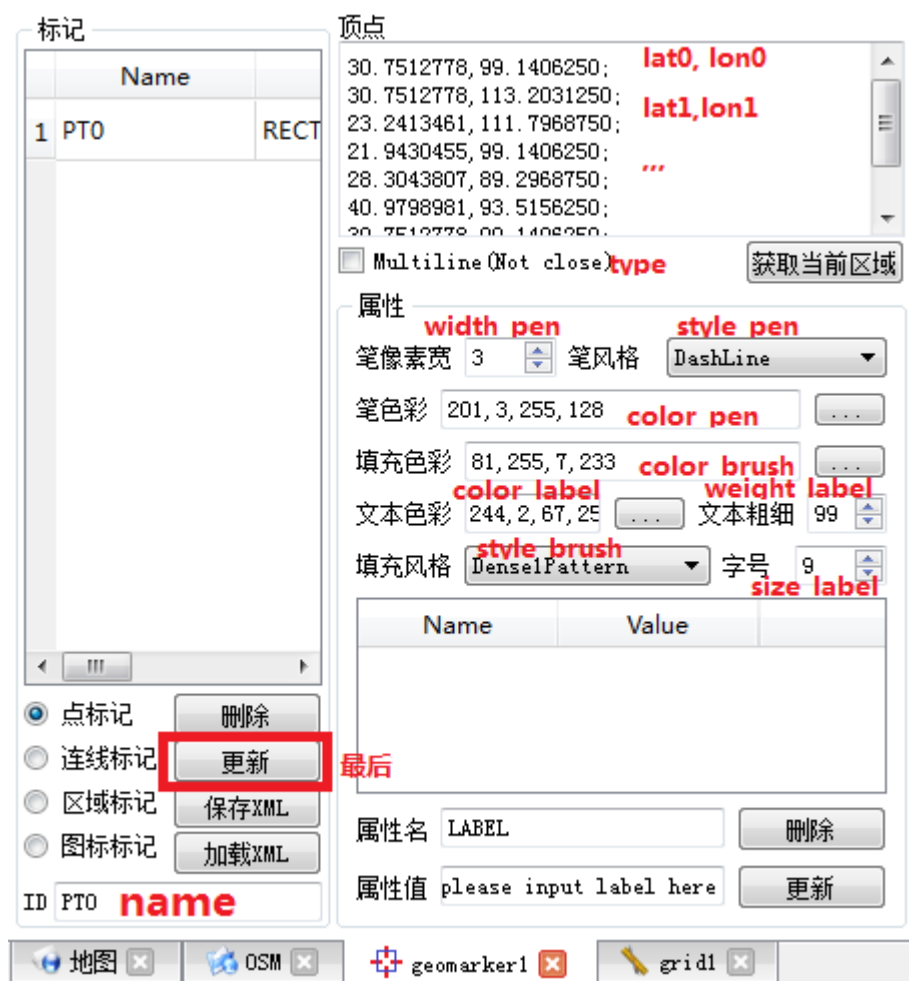 标记
Name
1 PT0 RECT
点标记 删除
连线标记 更新 最后
区域标记 保存XML
图标标记 加载XML
ID PT0 name
顶点
30.7512778,99.1406250; lat0, lon0
30.7512778,113.2031250;
23.2413461,111.7968750; lat1,lon1
21.9430455,99.1406250;
28.3043807,89.2968750; ,,,
40.9798981,93.5156250;
30.7512778,99.1406250;
Multiline(Not close) type 获取当前区域
属性
width pen style pen
笔像素宽 3 笔风格 DashLine
笔色彩 201,3,255,128 color pen ...
填充色彩 81,255,7,233 color brush ...
color label weight label
文本色彩 244,2,67,25 ... 文本粗细 99
填充风格 style brush Dense1Pattern 字号 9
size label
Name Value
属性名 LABEL 删除
属性值 please input label here 更新
地图 OSM geomarker1 grid1